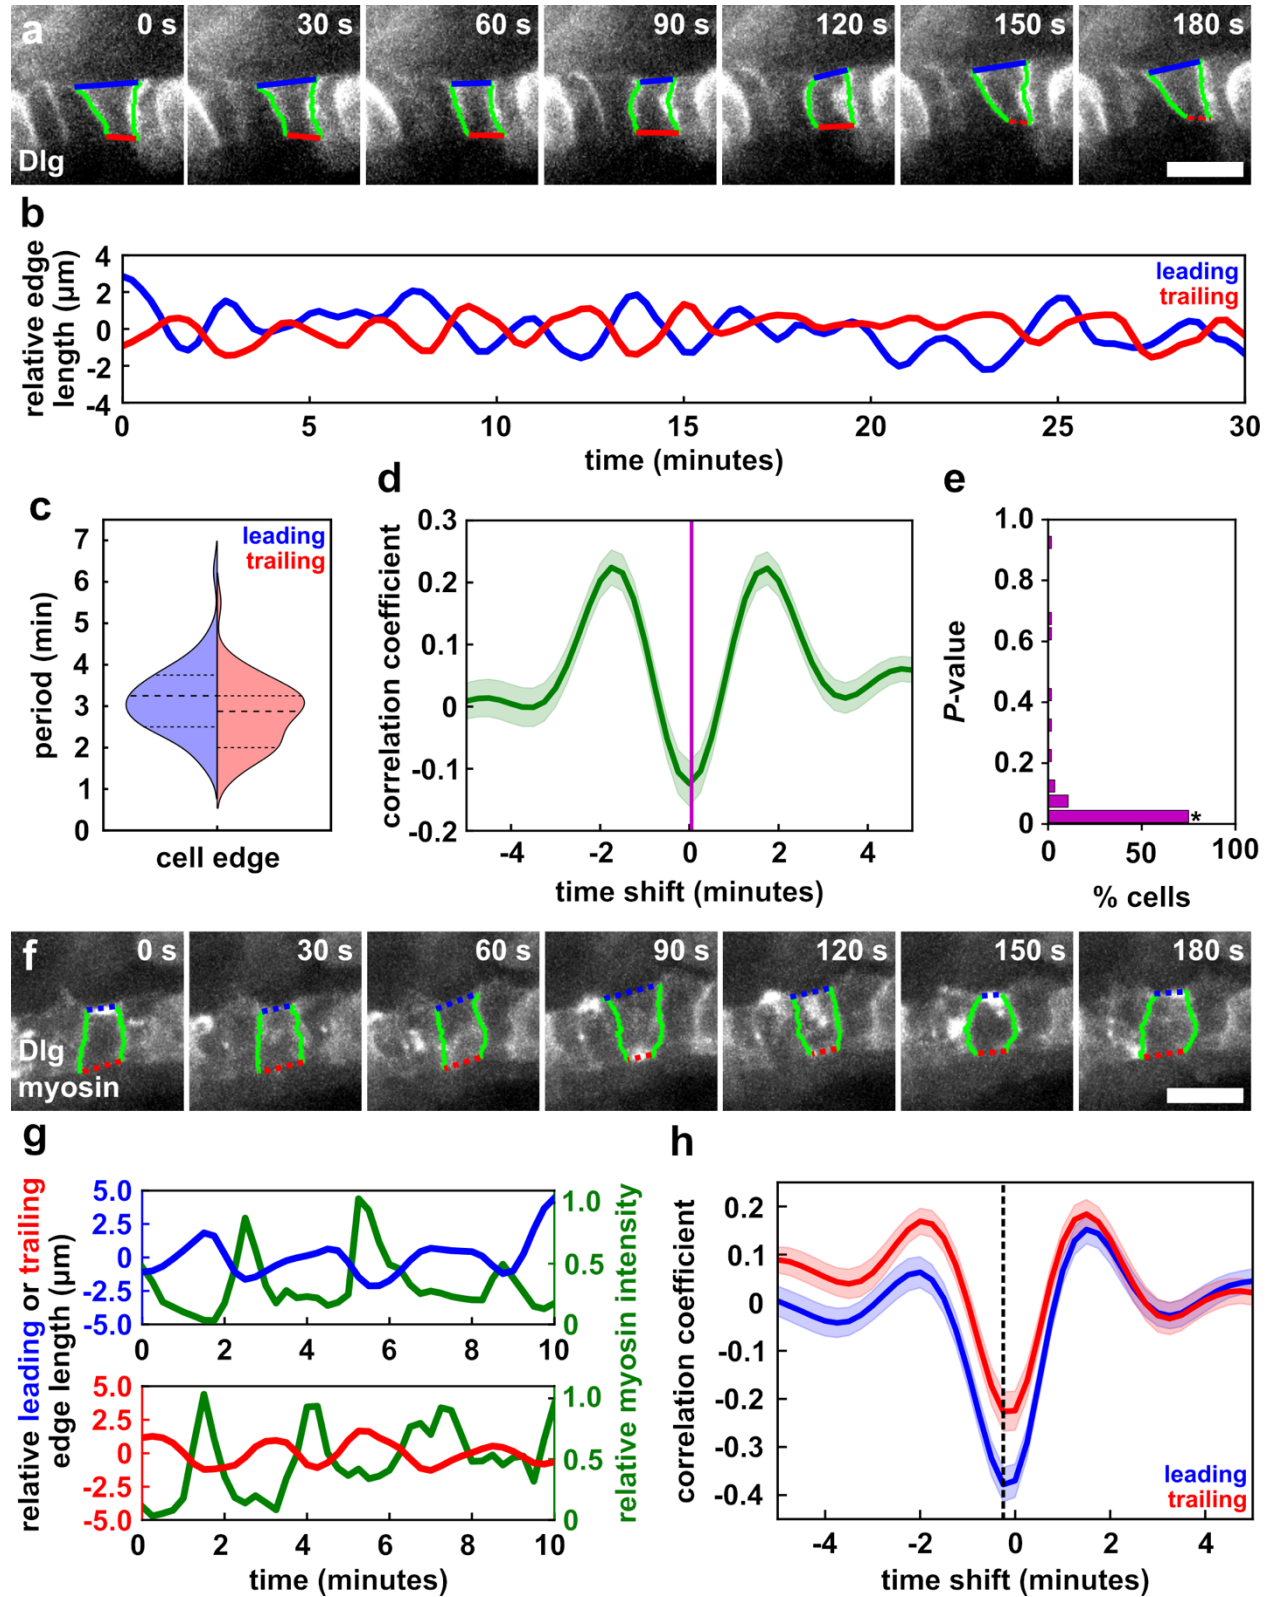 a
0 s
30 s
60 s
90 s
120 s
150 s
180 s
Dlg
b
relative edge
length (µm)
4
2
0
-2
-4
leading
trailing
0
5
10
15
20
25
30
time (minutes)
c
period (min)
7
6
5
4
3
2
1
0
leading
trailing
cell edge
d
correlation coefficient
0.3
0.2
0.1
0
-0.1
-0.2
-4
-2
0
2
4
time shift (minutes)
e
P-value
1.0
0.8
0.6
0.4
0.2
0
*
0
50
100
% cells
f
0 s
30 s
60 s
90 s
120 s
150 s
180 s
Dlg
myosin
g
relative leading or trailing
edge length (µm)
5.0
2.5
0
-2.5
-5.0
1.0
0.5
0
0
2
4
6
8
10
5.0
2.5
0
-2.5
-5.0
1.0
0.5
0
0
2
4
6
8
10
relative myosin intensity
time (minutes)
h
correlation coefficient
0.2
0.1
0
-0.1
-0.2
-0.3
-0.4
leading
trailing
-4
-2
0
2
4
time shift (minutes)